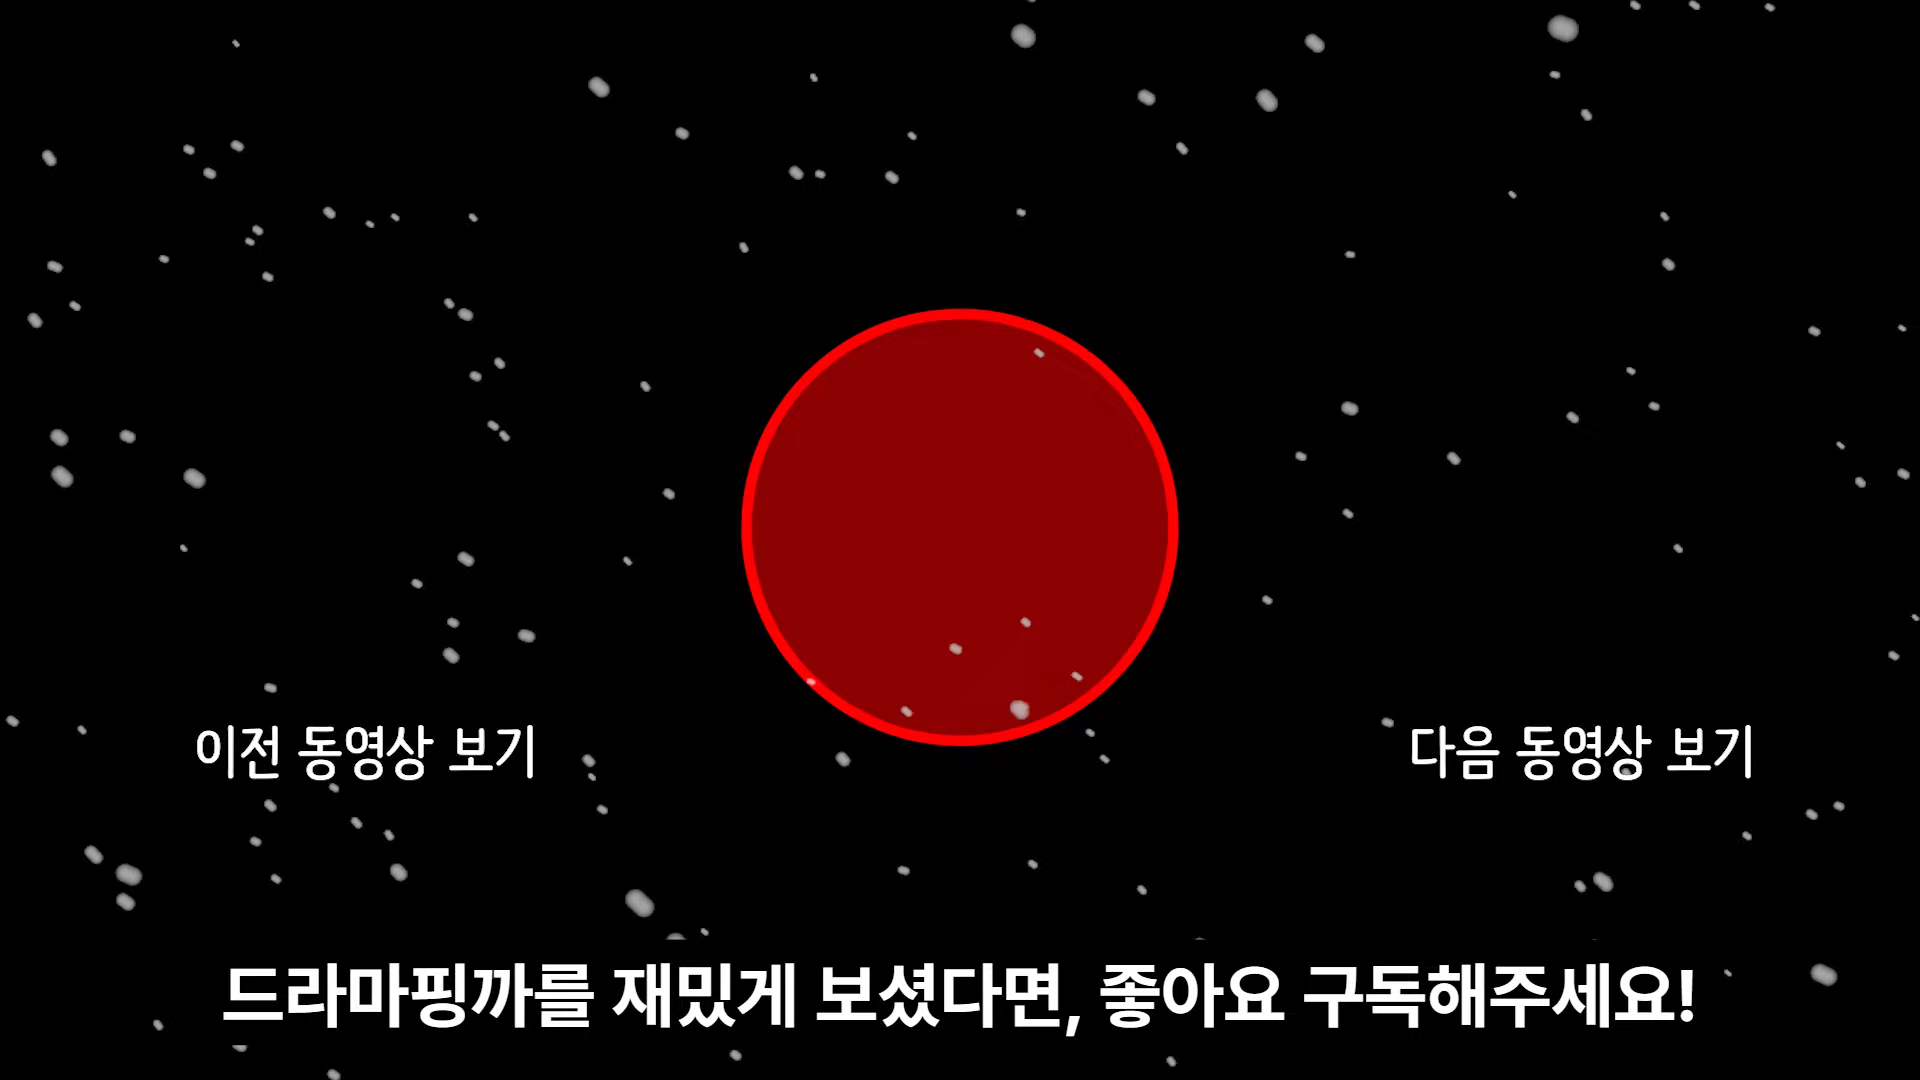 이전 동영상 보기
다음 동영상 보기
드라마핑까를 재밌게 보셨다면, 좋아요 구독해주세요!